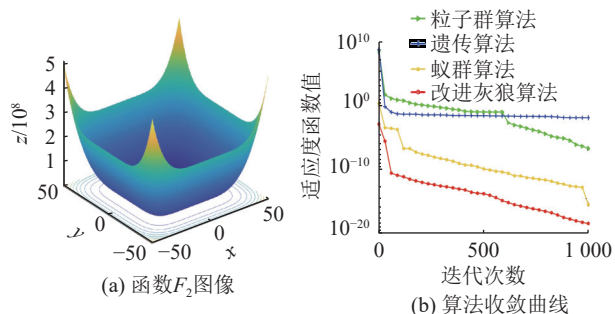 z/10⁸
5
4
3
2
1
50
0
−50
y
−50
0
50
x
(a) 函数F₂图像
粒子群算法
遗传算法
蚁群算法
改进灰狼算法
适应度函数值
10¹⁰
10⁰
10⁻¹⁰
10⁻²⁰
0
500
1 000
迭代次数
(b) 算法收敛曲线